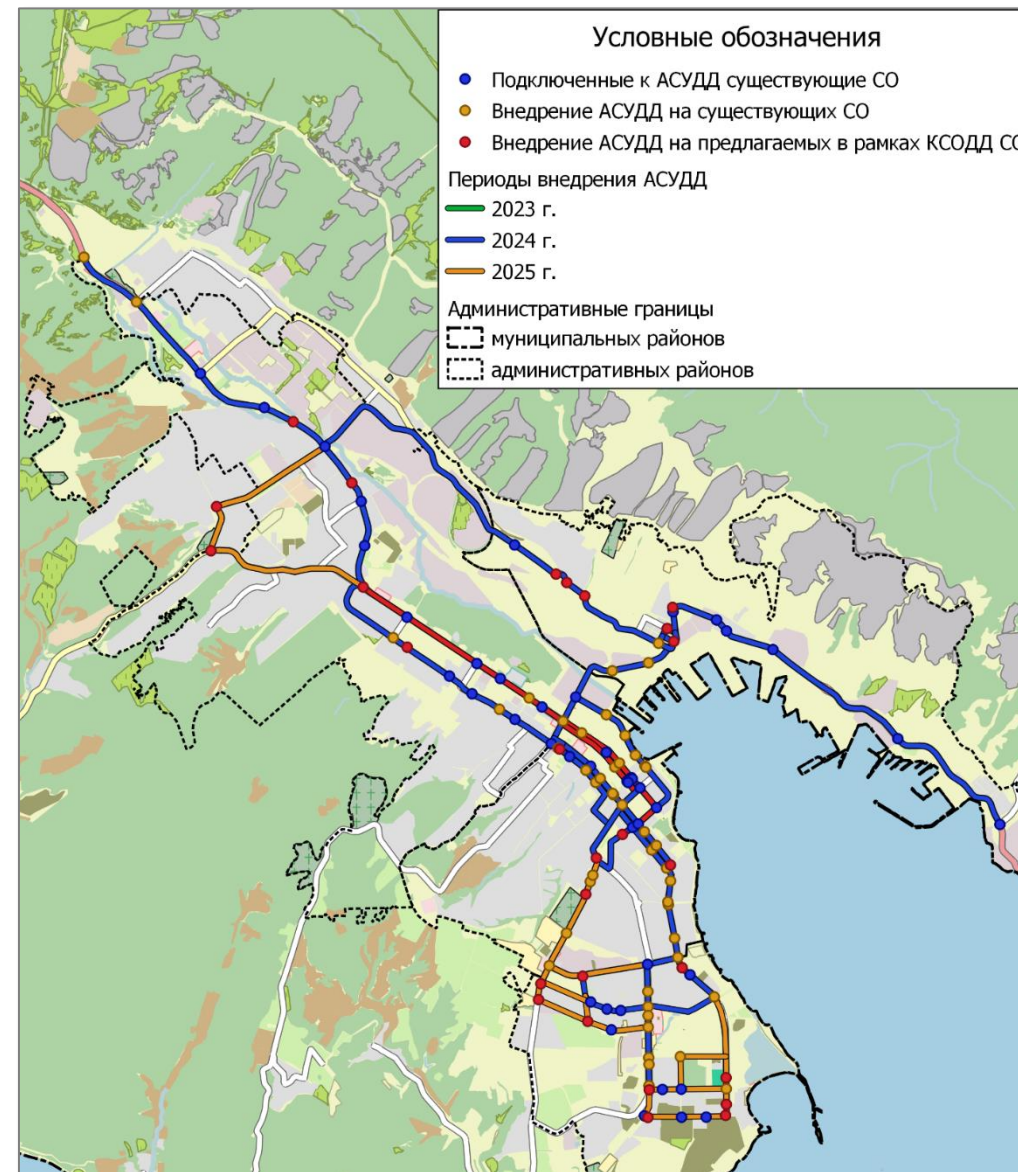 Условные обозначения
Подключенные к АСУДД существующие СО
Внедрение АСУДД на существующих СО
Внедрение АСУДД на предлагаемых в рамках КСОДД СО
Периоды внедрения АСУДД
2023 г.
2024 г.
2025 г.
Административные границы
муниципальных районов
административных районов